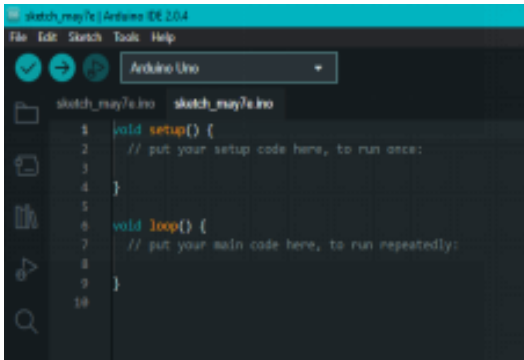 sketch_may7e | Arduino IDE 2.0.4
File Edit Sketch Tools Help
Arduino Uno
sketch_may7e.ino sketch_may7e.ino
1 void setup() {
2 // put your setup code here, to run once:
3
4 }
5
6 void loop() {
7 // put your main code here, to run repeatedly:
8
9 }
10